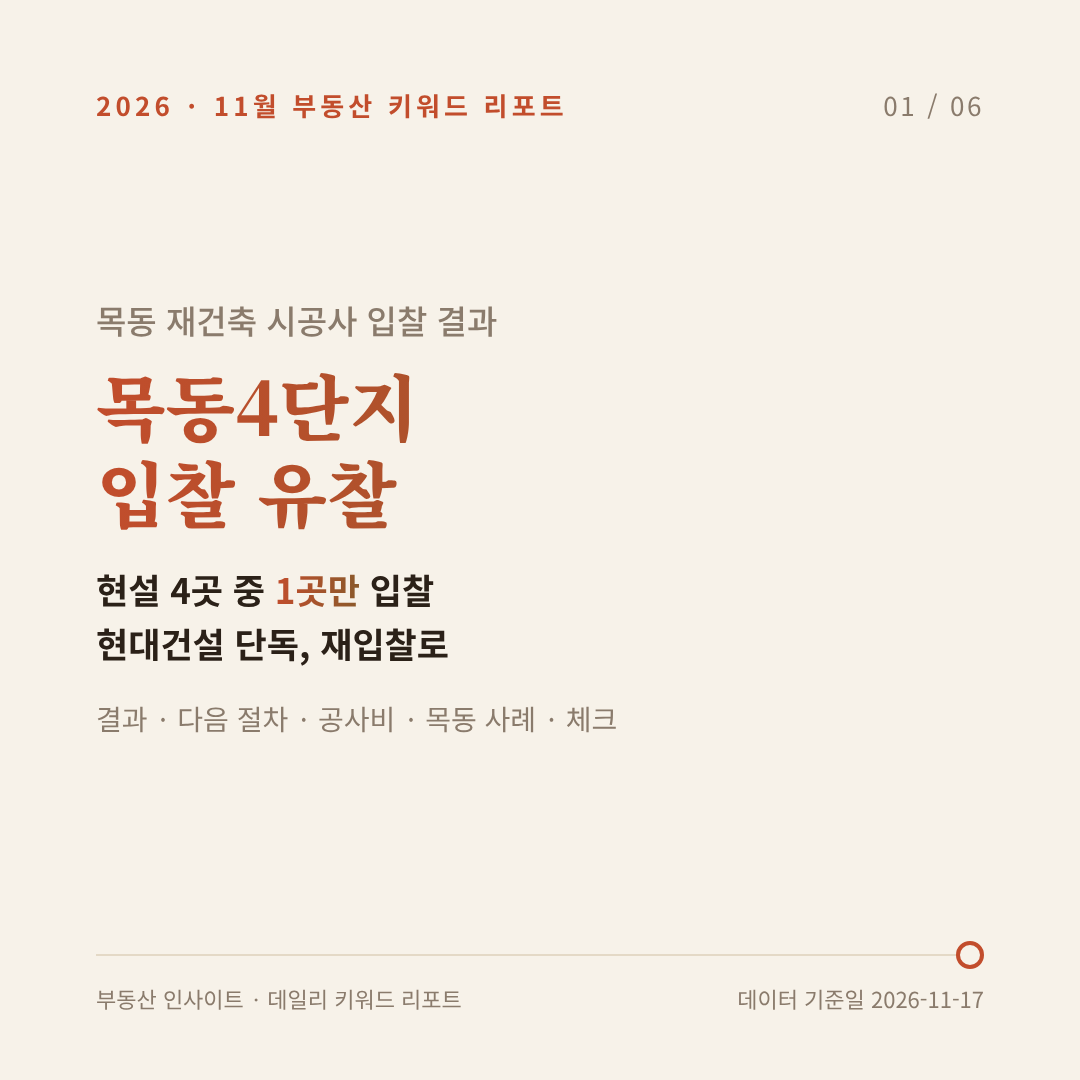 2026 · 11월 부동산 키워드 리포트
01 / 06
목동 재건축 시공사 입찰 결과
목동4단지
입찰 유찰
현설 4곳 중 1곳만 입찰
현대건설 단독, 재입찰로
결과 · 다음 절차 · 공사비 · 목동 사례 · 체크
부동산 인사이트 · 데일리 키워드 리포트
데이터 기준일 2026-11-17